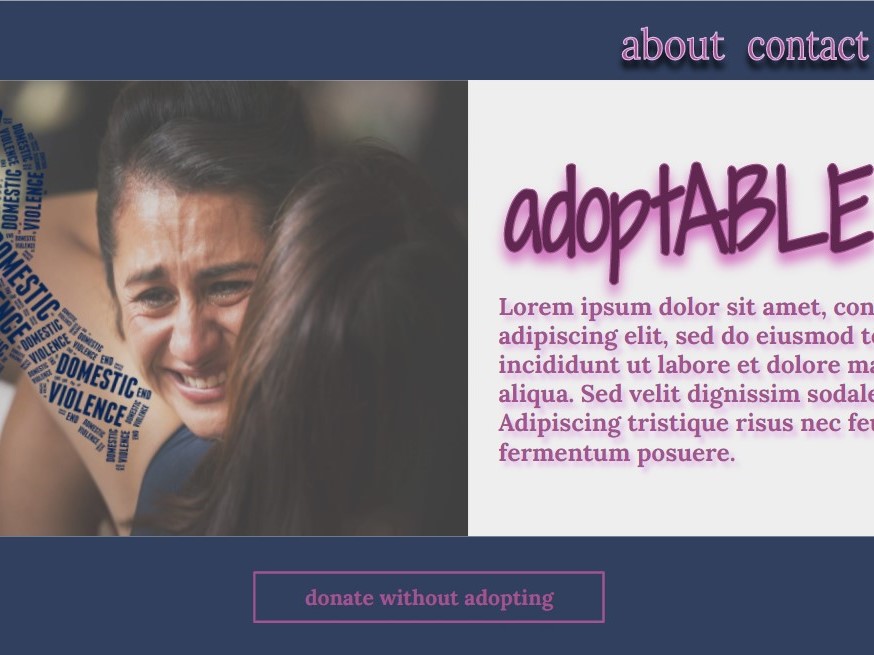 about contact
adoptABLE
Lorem ipsum dolor sit amet, con
adipiscing elit, sed do eiusmod te
incididunt ut labore et dolore ma
aliqua. Sed velit dignissim sodale
Adipiscing tristique risus nec feu
fermentum posuere.
DOMESTIC
VIOLENCE
DOMESTIC
VIOLENCE
END
DOMESTIC
VIOLENCE
END
donate without adopting